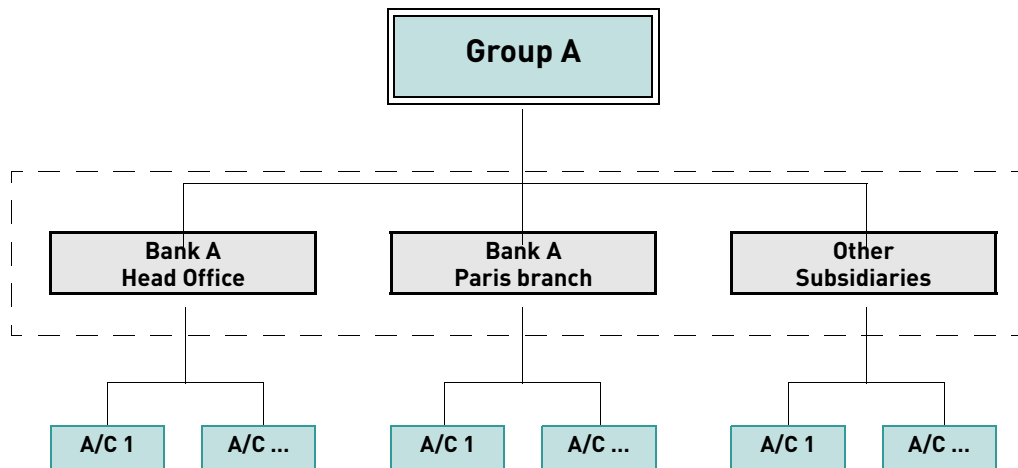 Group A
Bank A
Head Office
Bank A
Paris branch
Other
Subsidiaries
A/C 1
A/C ...
A/C 1
A/C ...
A/C 1
A/C ...